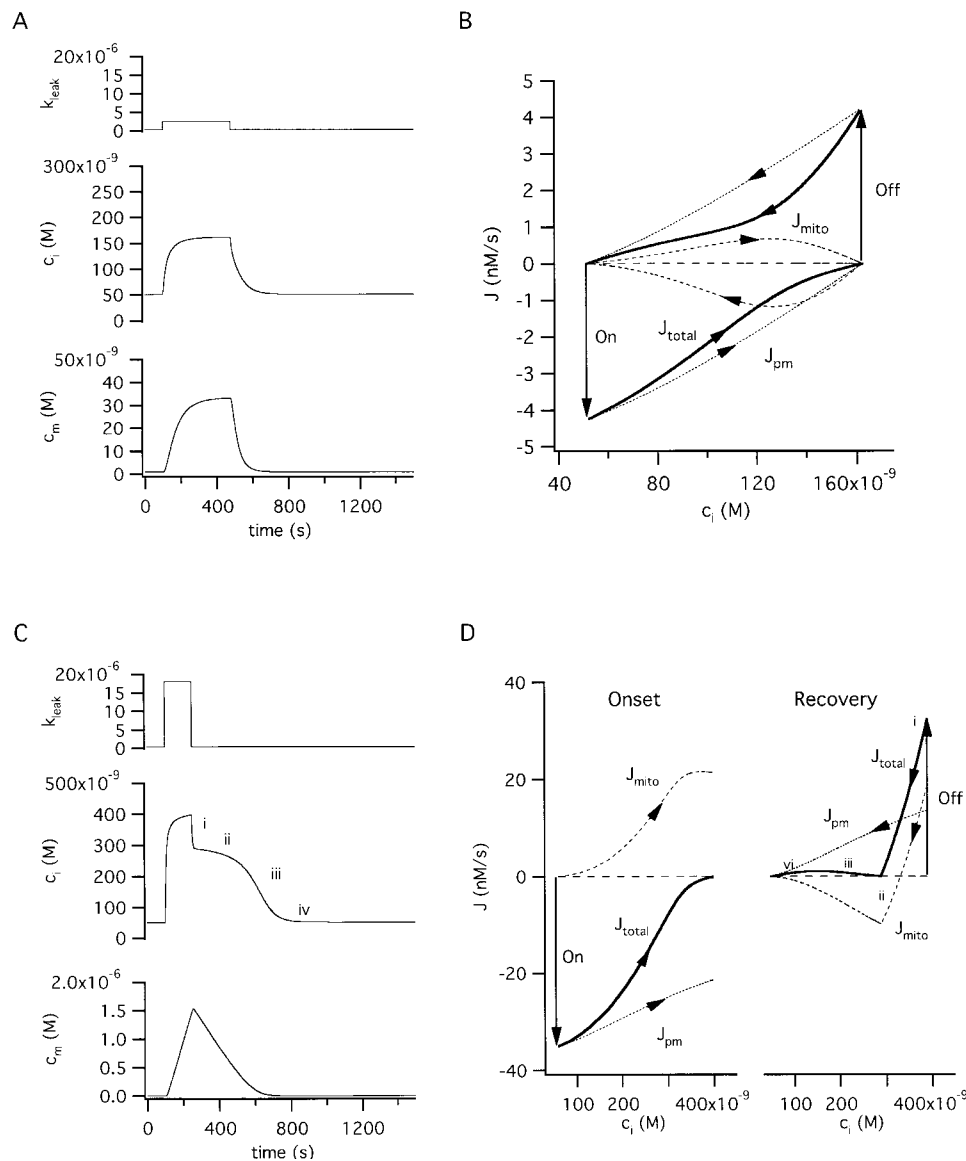 A
20x10⁻⁶
15
10
5
0
k_leak
300x10⁻⁹
250
200
150
100
50
0
c_i (M)
50x10⁻⁹
40
30
20
10
0
c_m (M)
0 400 800 1200
time (s)
B
5
4
3
2
1
0
-1
-2
-3
-4
-5
J (nM/s)
Off
J_mito
On
J_total
J_pm
40 80 120 160x10⁻⁹
c_i (M)
C
20x10⁻⁶
15
10
5
0
k_leak
500x10⁻⁹
400
300
200
100
0
c_i (M)
i
ii
iii
iv
2.0x10⁻⁶
1.5
1.0
0.5
0.0
c_m (M)
0 400 800 1200
time (s)
D
40
20
0
-20
-40
J (nM/s)
Onset
J_mito
On
J_total
J_pm
100 200 400x10⁻⁹
c_i (M)
Recovery
i
J_total
Off
J_pm
vi
iii
ii
J_mito
100 200 400x10⁻⁹
c_i (M)